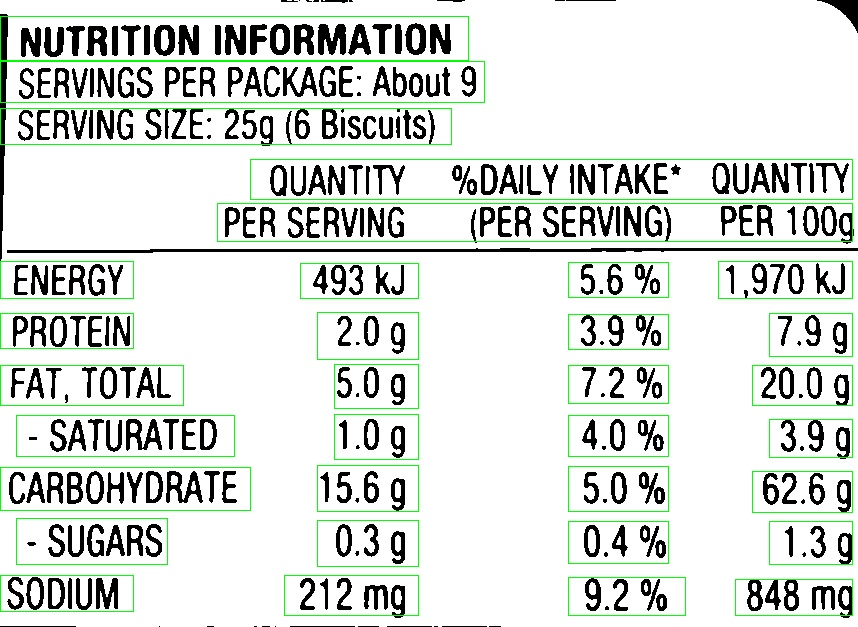 NUTRITION INFORMATION
SERVINGS PER PACKAGE: About 9
SERVING SIZE: 25g (6 Biscuits)
QUANTITY %DAILY INTAKE* QUANTITY
PER SERVING (PER SERVING) PER 100g
ENERGY 493 kJ 5.6 % 1,970 kJ
PROTEIN 2.0 g 3.9 % 7.9 g
FAT, TOTAL 5.0 g 7.2 % 20.0 g
- SATURATED 1.0 g 4.0 % 3.9 g
CARBOHYDRATE 15.6 g 5.0 % 62.6 g
- SUGARS 0.3 g 0.4 % 1.3 g
SODIUM 212 mg 9.2 % 848 mg